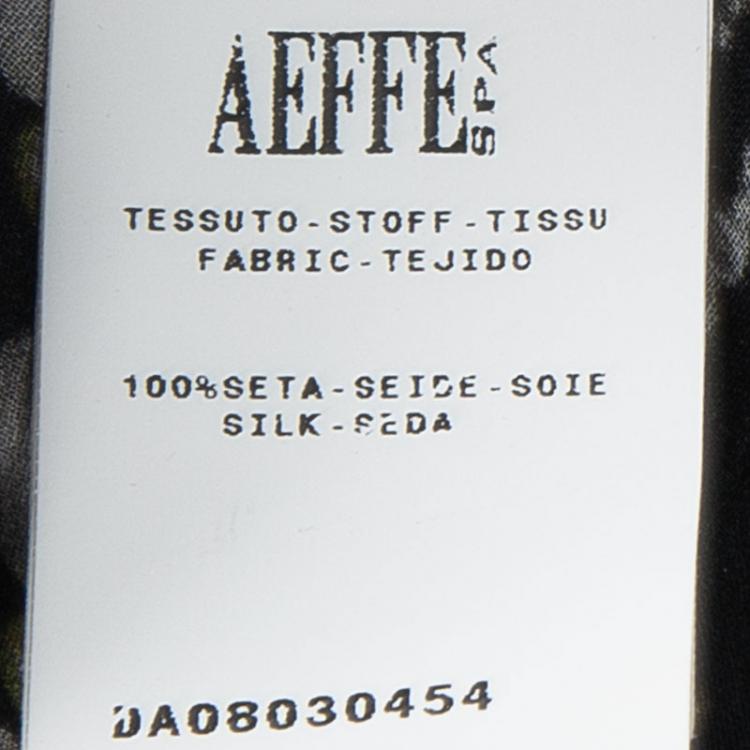 AEFFE SPA
TESSUTO-STOFF-TISSU
FABRIC-TEJIDO
100%SETA-SEIDE-SOIE
SILK-SEDA
DA08030454